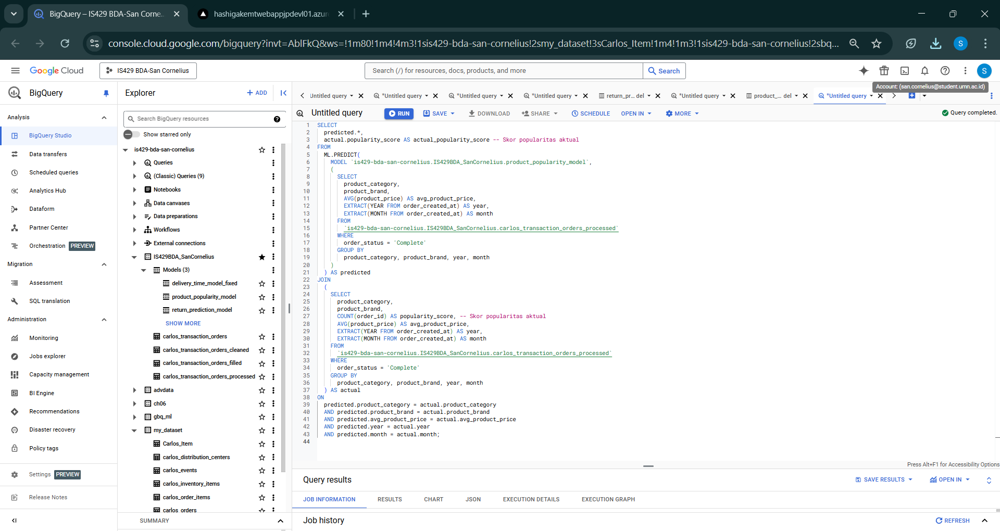 BigQuery – IS429 BDA-San Corne..
hashigakemtwebappjpdevl01.azur
console.cloud.google.com/bigquery?invt=AblFkQ&ws=!1m80!1m4!4m3!1sis429-bda-san-cornelius!2smy_dataset!3sCarlos_Item!1m4!1m3!1sis429-bda-san-cornelius!2sbq...
S
Google Cloud
IS429 BDA-San Cornelius
Search (/) for resources, docs, products, and more
Search
S
Account: (san.cornelius@student.umn.ac.id)
BigQuery
Explorer
+ ADD
Untitled query
*Untitled query
*Untitled query
*Untitled query
return_pr... del
*Untitled query
product_... del
*Untitled query
Untitled query
RUN
SAVE
DOWNLOAD
SHARE
SCHEDULE
OPEN IN
MORE
Query completed.
Analysis
BigQuery Studio
Data transfers
Scheduled queries
Analytics Hub
Dataform
Partner Center
Orchestration PREVIEW
Migration
Assessment
SQL translation
Administration
Monitoring
Jobs explorer
Capacity management
BI Engine
Recommendations
Disaster recovery
Policy tags
Settings PREVIEW
Release Notes
Search BigQuery resources
Show starred only
is429-bda-san-cornelius
Queries
(Classic) Queries (9)
Notebooks
Data canvases
Data preparations
Workflows
External connections
IS429BDA_SanCornelius
Models (3)
delivery_time_model_fixed
product_popularity_model
return_prediction_model
SHOW MORE
carlos_transaction_orders
carlos_transaction_orders_cleaned
carlos_transaction_orders_filled
carlos_transaction_orders_processed
advdata
ch06
gbq_ml
my_dataset
Carlos_Item
carlos_distribution_centers
carlos_events
carlos_inventory_items
carlos_order_items
carlos_orders
SUMMARY
1 SELECT
2 predicted.*,
3 actual.popularity_score AS actual_popularity_score -- Skor popularitas aktual
4 FROM
5 ML.PREDICT(
6 MODEL `is429-bda-san-cornelius.IS429BDA_SanCornelius.product_popularity_model`,
7 (
8 SELECT
9 product_category,
10 product_brand,
11 AVG(product_price) AS avg_product_price,
12 EXTRACT(YEAR FROM order_created_at) AS year,
13 EXTRACT(MONTH FROM order_created_at) AS month
14 FROM
15 `is429-bda-san-cornelius.IS429BDA_SanCornelius.carlos_transaction_orders_processed`
16 WHERE
17 order_status = 'Complete'
18 GROUP BY
19 product_category, product_brand, year, month
20 )
21 ) AS predicted
22 JOIN
23 (
24 SELECT
25 product_category,
26 product_brand,
27 COUNT(order_id) AS popularity_score, -- Skor popularitas aktual
28 AVG(product_price) AS avg_product_price,
29 EXTRACT(YEAR FROM order_created_at) AS year,
30 EXTRACT(MONTH FROM order_created_at) AS month
31 FROM
32 `is429-bda-san-cornelius.IS429BDA_SanCornelius.carlos_transaction_orders_processed`
33 WHERE
34 order_status = 'Complete'
35 GROUP BY
36 product_category, product_brand, year, month
37 ) AS actual
38 ON
39 predicted.product_category = actual.product_category
40 AND predicted.product_brand = actual.product_brand
41 AND predicted.avg_product_price = actual.avg_product_price
42 AND predicted.year = actual.year
43 AND predicted.month = actual.month;
44
Press Alt+F1 for Accessibility Options
Query results
SAVE RESULTS
OPEN IN
JOB INFORMATION
RESULTS
CHART
JSON
EXECUTION DETAILS
EXECUTION GRAPH
Job history
REFRESH